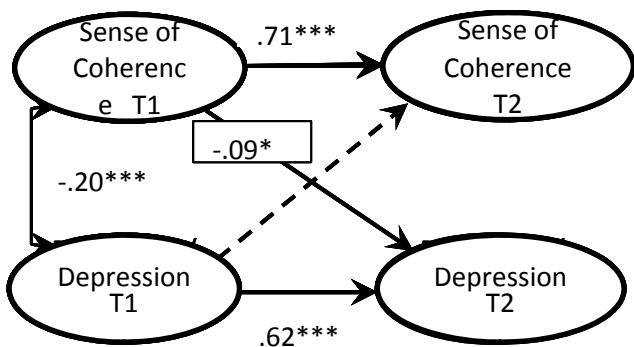 Sense of
Coherenc
e T1
.71***
Sense of
Coherence
T2
-.09*
-.20***
Depression
T1
.62***
Depression
T2